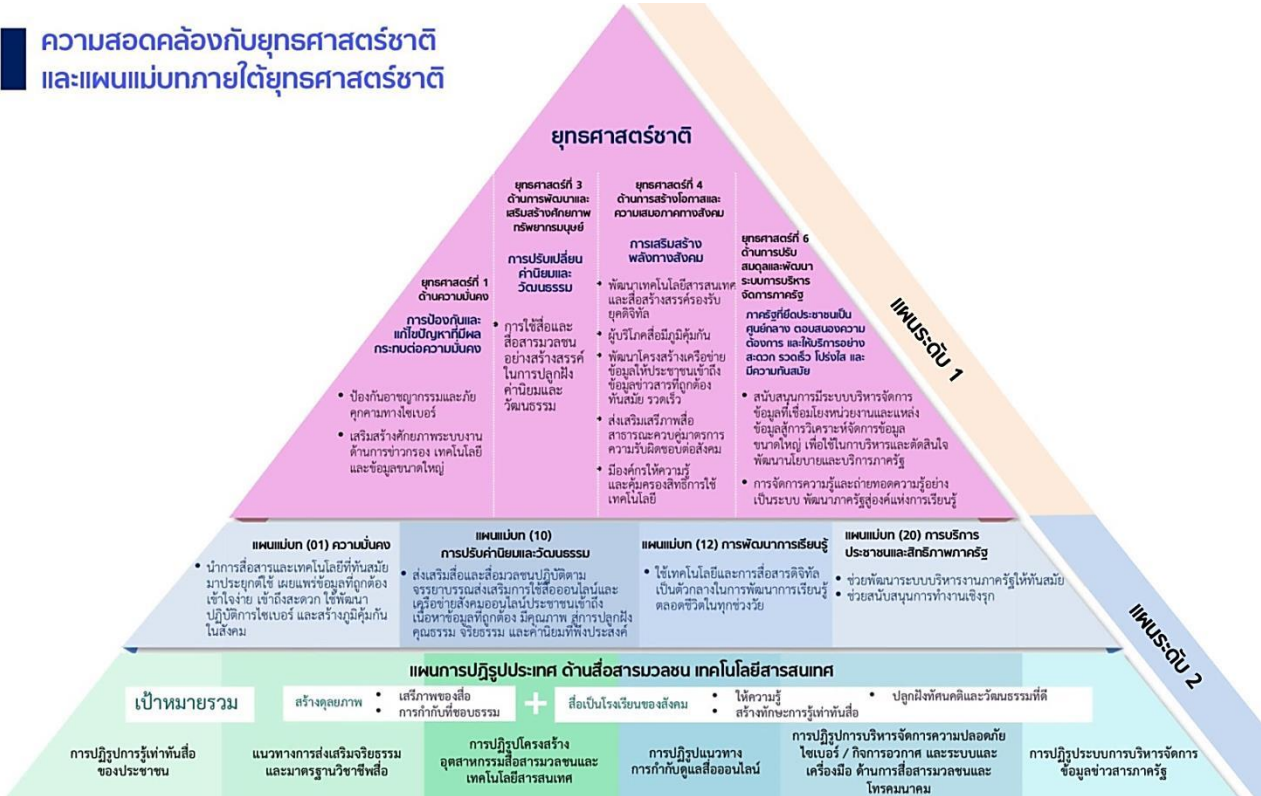 ความสอดคล้องกับยุทธศาสตร์ชาติ
และแผนแม่บทภายใต้ยุทธศาสตร์ชาติ
ยุทธศาสตร์ชาติ
ยุทธศาสตร์ที่ 1
ด้านความมั่นคง
การป้องกันและ
แก้ไขปัญหาที่มีผล
กระทบต่อความมั่นคง
• ป้องกันอาชญากรรมและภัย
คุกคามทางไซเบอร์
• เสริมสร้างศักยภาพระบบงาน
ด้านการข่าวกรอง เทคโนโลยี
และข้อมูลขนาดใหญ่
ยุทธศาสตร์ที่ 3
ด้านการพัฒนาและ
เสริมสร้างศักยภาพ
ทรัพยากรมนุษย์
การปรับเปลี่ยน
ค่านิยมและ
วัฒนธรรม
• การใช้สื่อและ
สื่อสารมวลชน
อย่างสร้างสรรค์
ในการปลูกฝัง
ค่านิยมและ
วัฒนธรรม
ยุทธศาสตร์ที่ 4
ด้านการสร้างโอกาสและ
ความเสมอภาคทางสังคม
การเสริมสร้าง
พลังทางสังคม
• พัฒนาเทคโนโลยีสารสนเทศ
และสื่อสร้างสรรค์รองรับ
ยุคดิจิทัล
• ผู้บริโภคสื่อมีภูมิคุ้มกัน
• พัฒนาโครงสร้างเครือข่าย
ข้อมูลให้ประชาชนเข้าถึง
ข้อมูลข่าวสารที่ถูกต้อง
ทันสมัย รวดเร็ว
• ส่งเสริมเสรีภาพสื่อ
สาธารณะควบคู่มาตรการ
ความรับผิดชอบต่อสังคม
• มีองค์กรให้ความรู้
และคุ้มครองสิทธิการใช้
เทคโนโลยี
ยุทธศาสตร์ที่ 6
ด้านการปรับ
สมดุลและพัฒนา
ระบบการบริหาร
จัดการภาครัฐ
ภาครัฐที่ยึดประชาชนเป็น
ศูนย์กลาง ตอบสนองความ
ต้องการ และให้บริการอย่าง
สะดวก รวดเร็ว โปร่งใส และ
มีความทันสมัย
• สนับสนุนการมีระบบบริหารจัดการ
ข้อมูลที่เชื่อมโยงหน่วยงานและแหล่ง
ข้อมูลสู่การวิเคราะห์จัดการข้อมูล
ขนาดใหญ่ เพื่อใช้ในการบริหารและตัดสินใจ
พัฒนานโยบายและบริการภาครัฐ
• การจัดการความรู้และถ่ายทอดความรู้อย่าง
เป็นระบบ พัฒนาภาครัฐสู่องค์แห่งการเรียนรู้
แผนระดับ 1
แผนแม่บท (01) ความมั่นคง
• นำการสื่อสารและเทคโนโลยีที่ทันสมัย
มาประยุกต์ใช้ เผยแพร่ข้อมูลที่ถูกต้อง
เข้าใจง่าย เข้าถึงสะดวก ใช้พัฒนา
ปฏิบัติการไซเบอร์ และสร้างภูมิคุ้มกัน
ในสังคม
แผนแม่บท (10)
การปรับค่านิยมและวัฒนธรรม
• ส่งเสริมสื่อและสื่อมวลชนปฏิบัติตาม
จรรยาบรรณส่งเสริมการใช้สื่อออนไลน์และ
เครือข่ายสังคมออนไลน์ประชาชนเข้าถึง
เนื้อหาข้อมูลที่ถูกต้อง มีคุณภาพ สู่การปลูกฝัง
คุณธรรม จริยธรรม และค่านิยมที่พึงประสงค์
แผนแม่บท (12) การพัฒนาการเรียนรู้
• ใช้เทคโนโลยีและการสื่อสารดิจิทัล
เป็นตัวกลางในการพัฒนาการเรียนรู้
ตลอดชีวิตในทุกช่วงวัย
แผนแม่บท (20) การบริการ
ประชาชนและสิทธิภาพภาครัฐ
• ช่วยพัฒนาระบบบริหารงานภาครัฐให้ทันสมัย
• ช่วยสนับสนุนการทำงานเชิงรุก
แผนระดับ 2
แผนการปฏิรูปประเทศ ด้านสื่อสารมวลชน เทคโนโลยีสารสนเทศ
เป้าหมายรวม
สร้างดุลยภาพ
• เสรีภาพของสื่อ
• การกำกับที่ชอบธรรม
+
สื่อเป็นโรงเรียนของสังคม
• ให้ความรู้
• สร้างทักษะการรู้เท่าทันสื่อ
• ปลูกฝังทัศนคติและวัฒนธรรมที่ดี
การปฏิรูปการรู้เท่าทันสื่อ
ของประชาชน
แนวทางการส่งเสริมจริยธรรม
และมาตรฐานวิชาชีพสื่อ
การปฏิรูปโครงสร้าง
อุตสาหกรรมสื่อสารมวลชนและ
เทคโนโลยีสารสนเทศ
การปฏิรูปแนวทาง
การกำกับดูแลสื่อออนไลน์
การปฏิรูปการบริหารจัดการความปลอดภัย
ไซเบอร์ / กิจการอวกาศ และระบบและ
เครื่องมือ ด้านการสื่อสารมวลชนและ
โทรคมนาคม
การปฏิรูประบบการบริหารจัดการ
ข้อมูลข่าวสารภาครัฐ